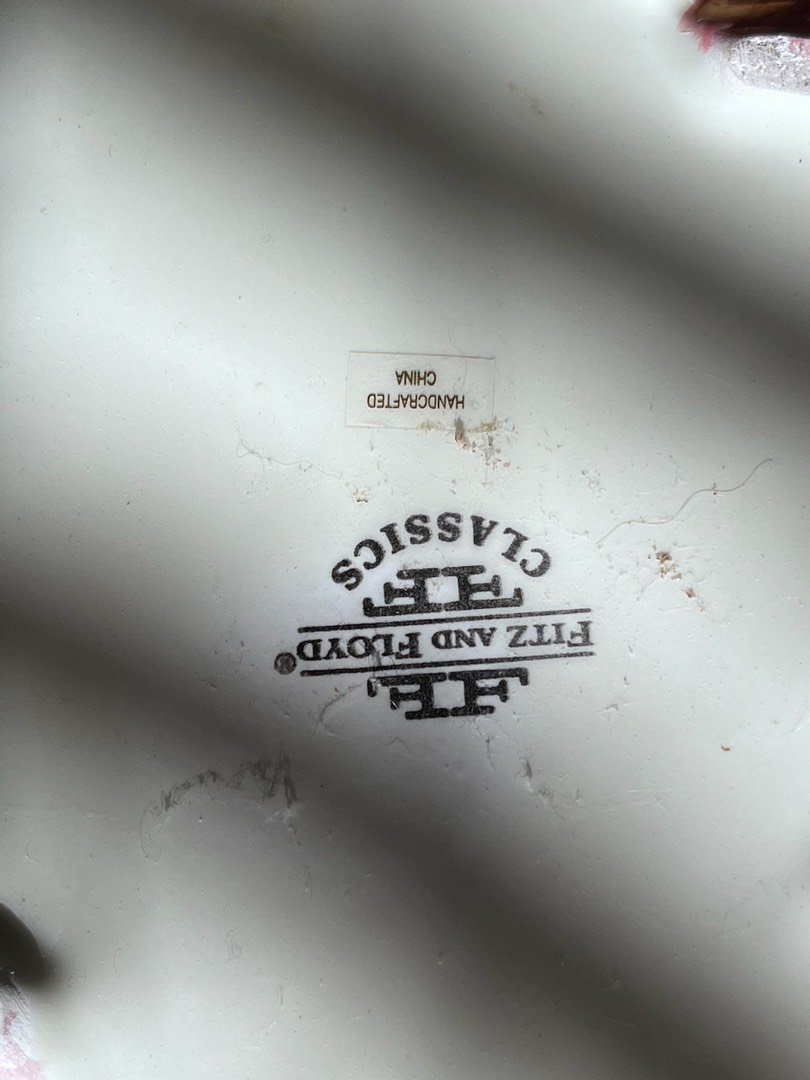 FF
FITZ AND FLOYD®
FF
CLASSICS
HANDCRAFTED
CHINA